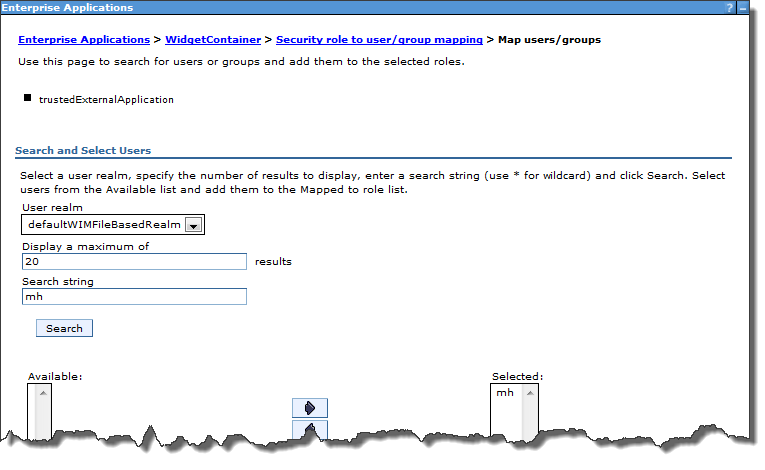 Enterprise Applications ? –
Enterprise Applications > WidgetContainer > Security role to user/group mapping > Map users/groups
Use this page to search for users or groups and add them to the selected roles.
trustedExternalApplication
Search and Select Users
Select a user realm, specify the number of results to display, enter a search string (use * for wildcard) and click Search. Select
users from the Available list and add them to the Mapped to role list.
User realm
defaultWIMFileBasedRealm
Display a maximum of
20 results
Search string
mh
Search
Available: Selected:
mh